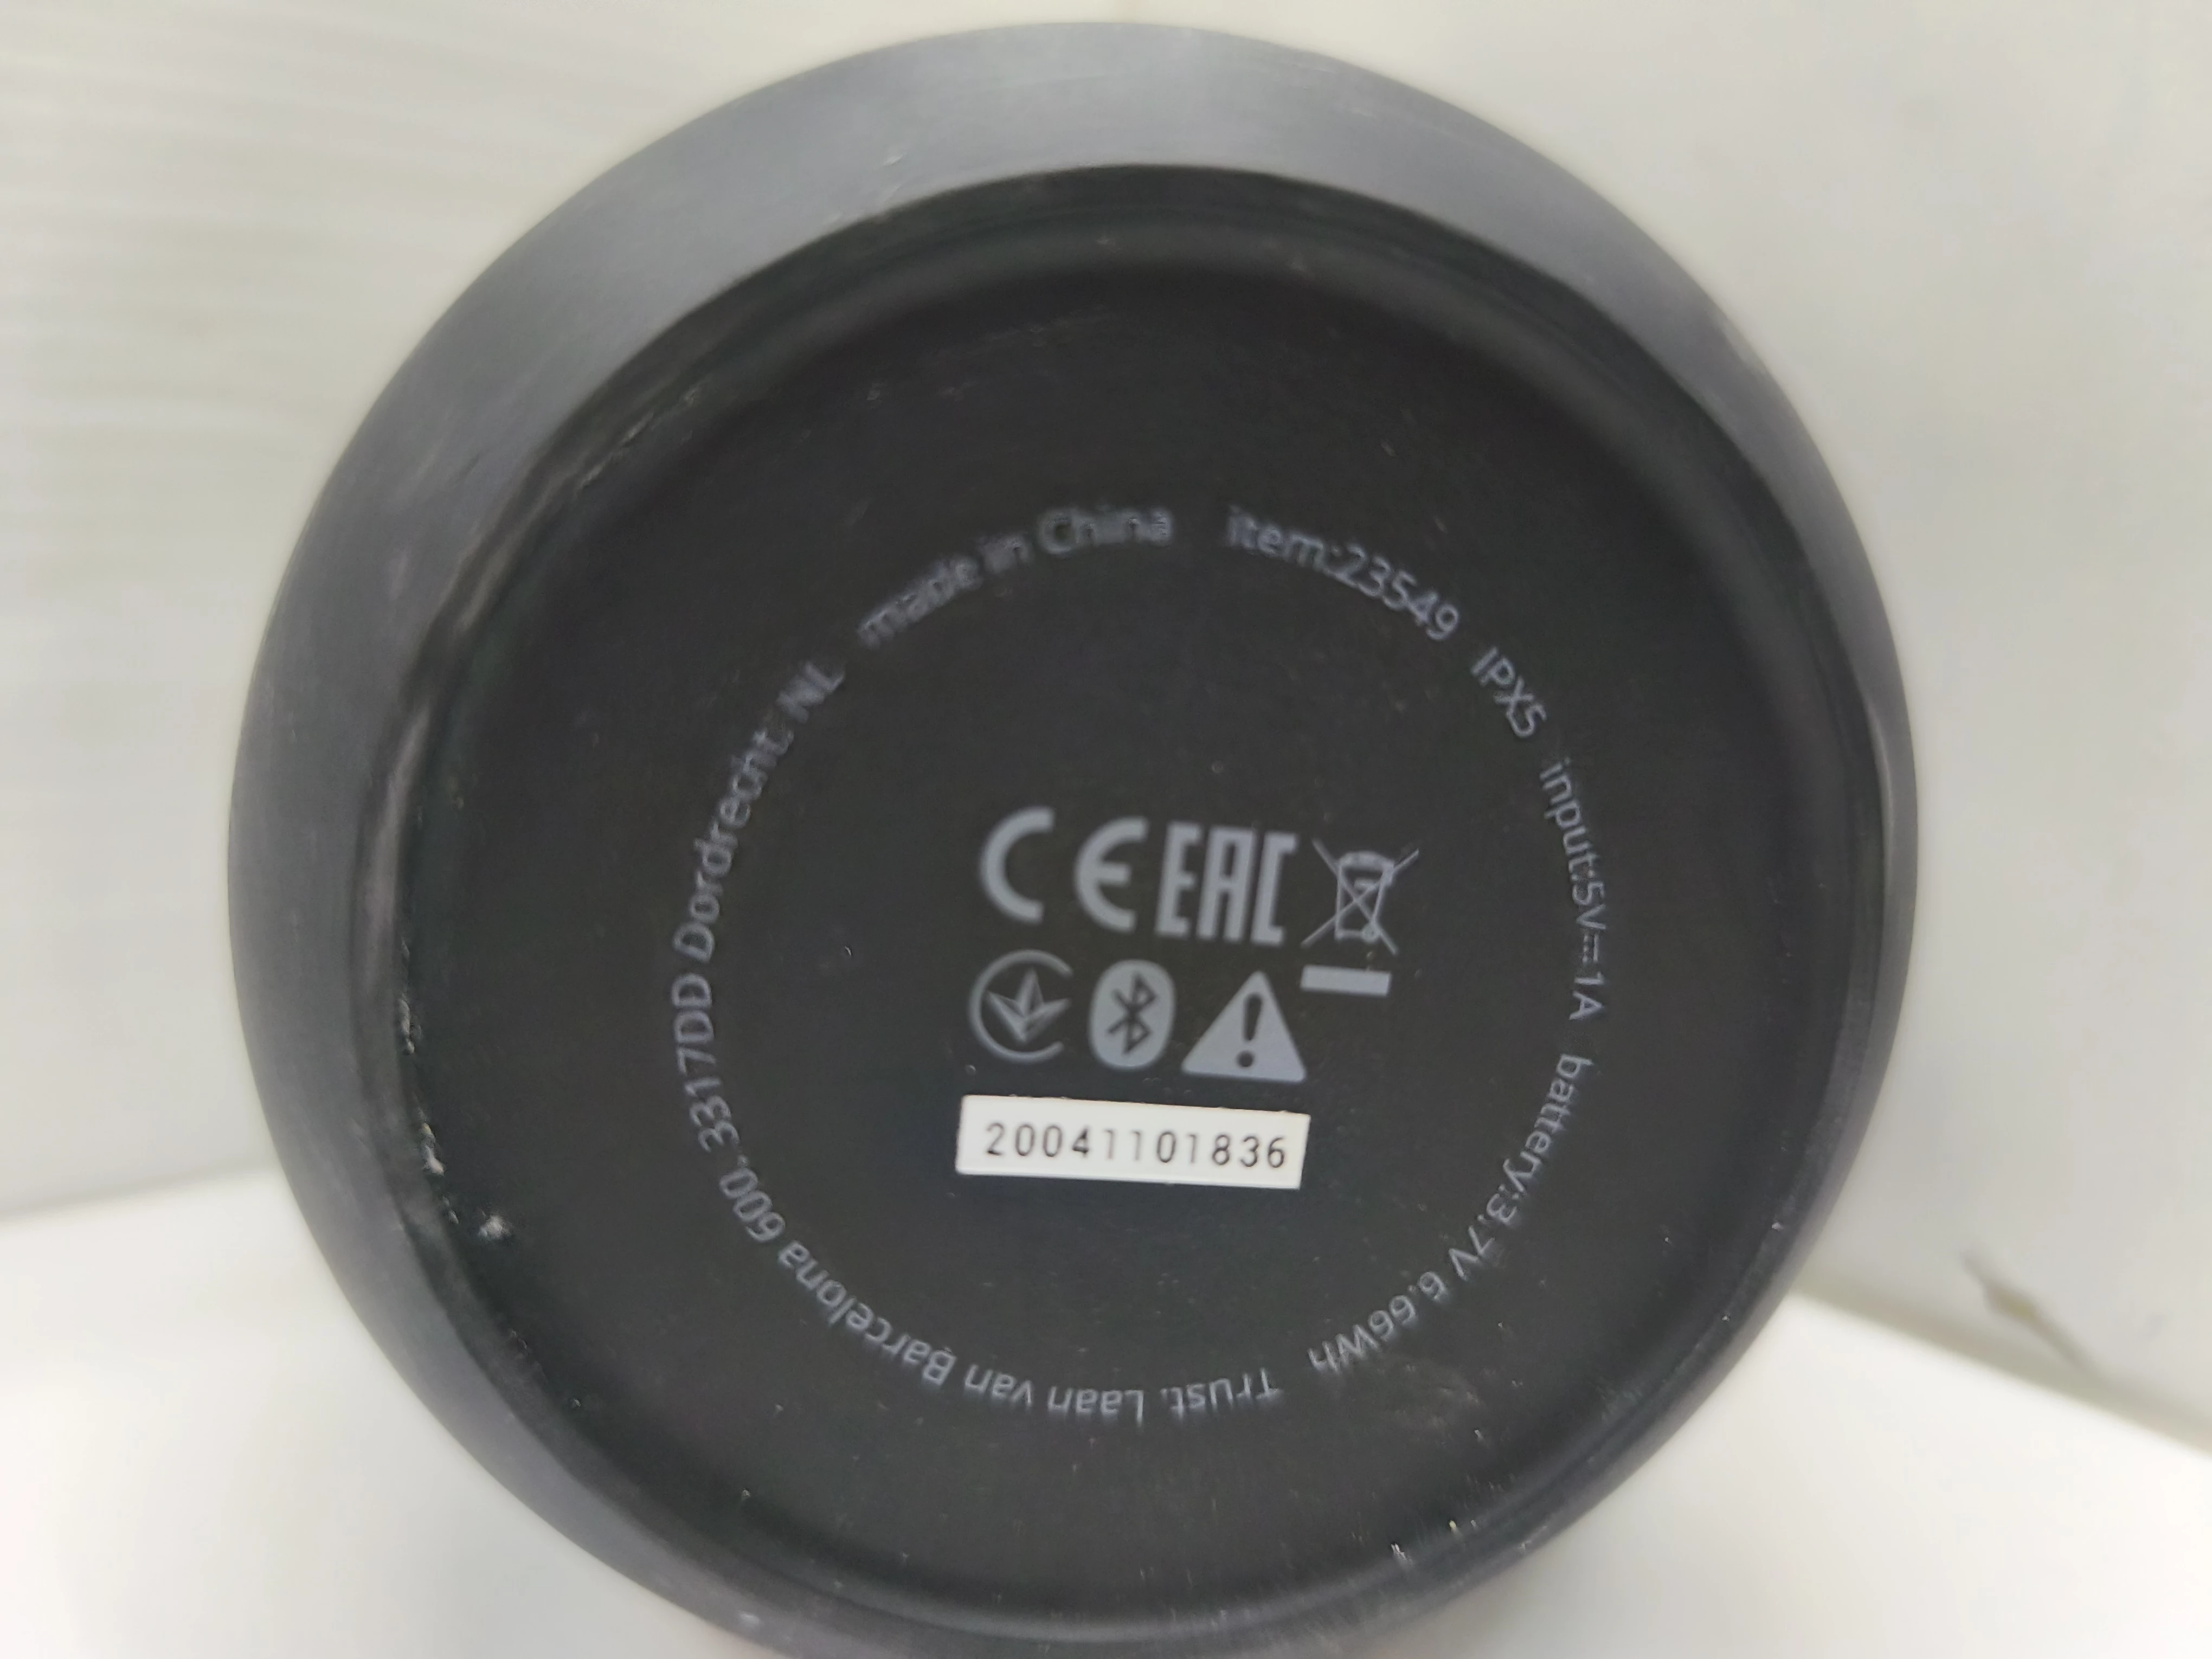 made in China
item:23549
IPX5
input:5V⎓1A
battery:3.7V 6.66Wh
Trust. Laan van Barcelona 600. 3317DD Dordrecht. NL
CE EAC
20041101836